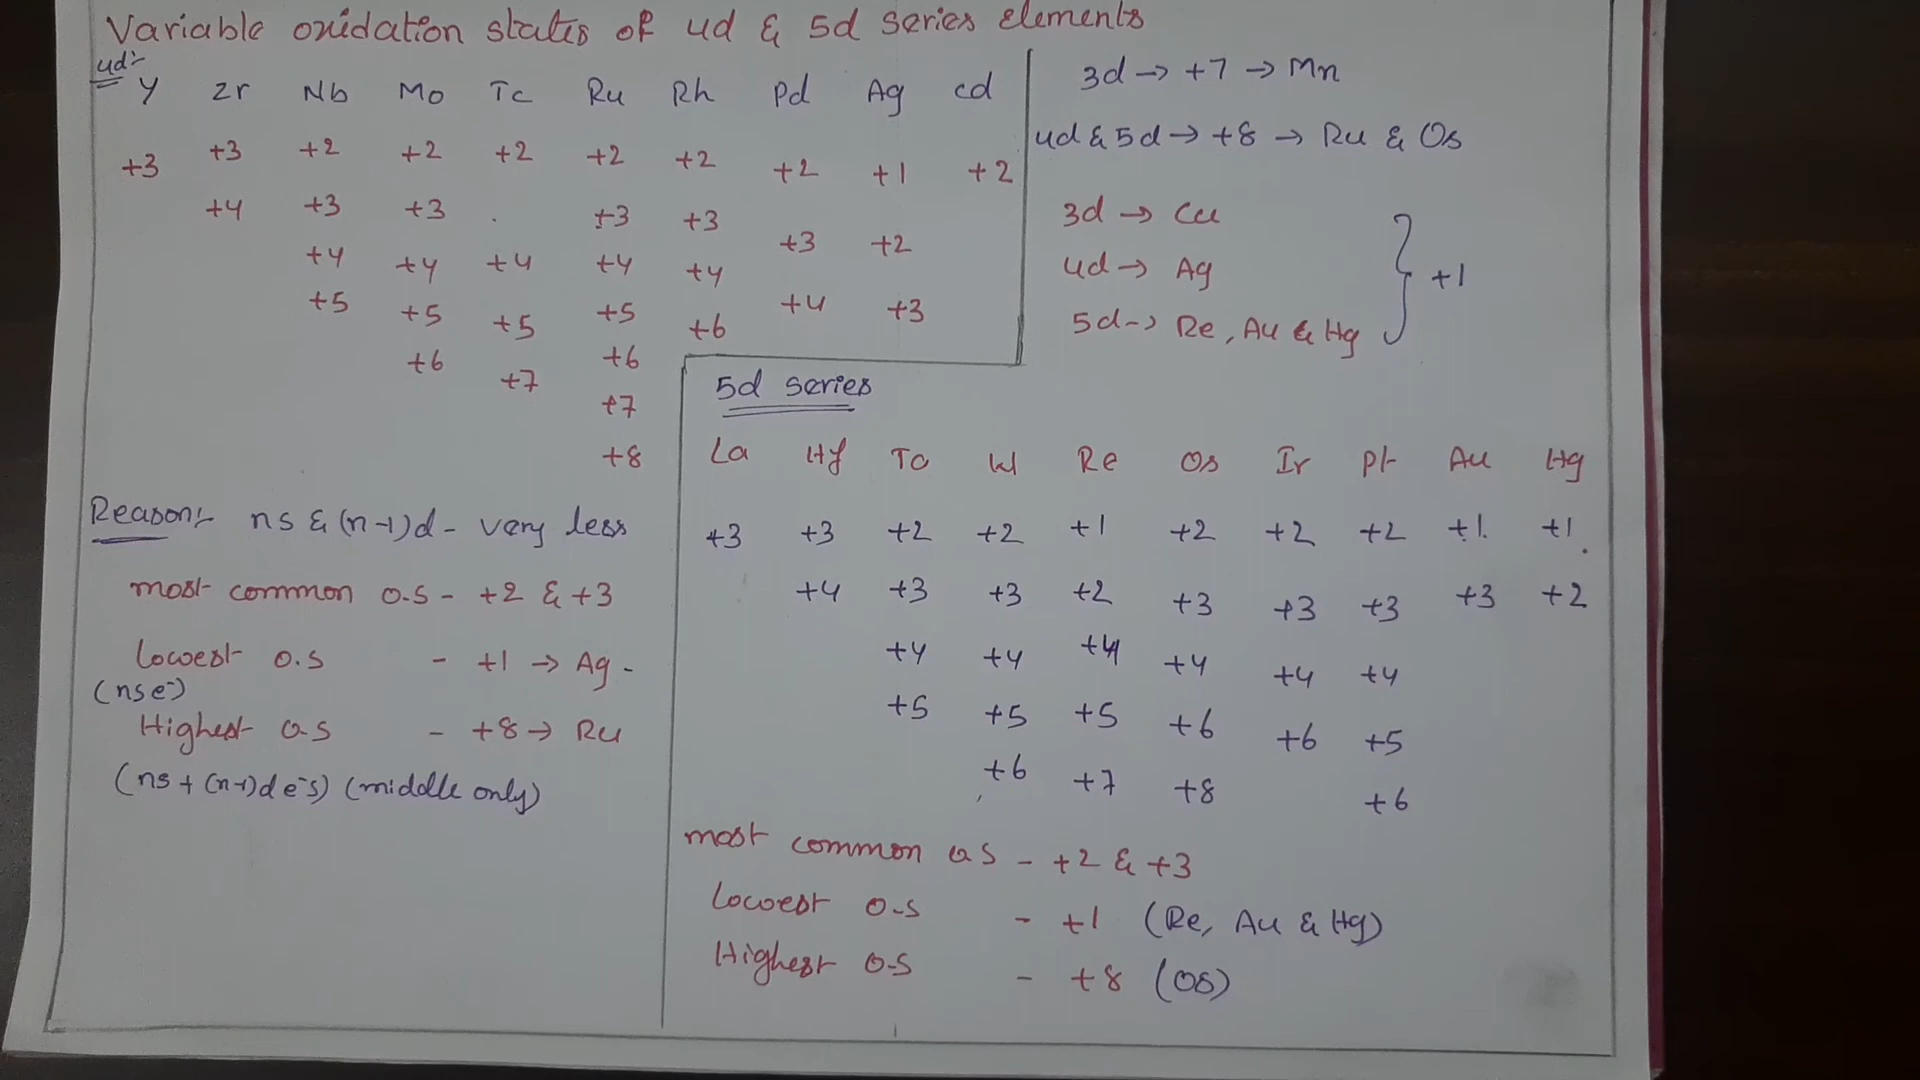 Variable oxidation states of 4d & 5d series elements
4d:-
Y Zr Nb Mo Tc Ru Rh Pd Ag Cd
+3 +3 +2 +2 +2 +2 +2 +2 +1 +2
+4 +3 +3 +3 +3 +3 +2
+4 +4 +4 +4 +4 +4 +3
+5 +5 +5 +5 +6
+6 +7 +6
+7
+8
3d → +7 → Mn
4d & 5d → +8 → Ru & Os
3d → Cu
4d → Ag
5d → Re, Au & Hg
+1
Reason:- ns & (n-1)d - very less
most common o.s - +2 & +3
Lowest o.s - +1 → Ag -
(ns e-)
Highest o.s - +8 → Ru
(ns + (n-1)d e-s) (middle only)
5d series
La Hf Ta W Re Os Ir Pt Au Hg
+3 +3 +2 +2 +1 +2 +2 +2 +1 +1
+4 +3 +3 +2 +3 +3 +3 +3 +2
+4 +4 +4 +4 +4 +4
+5 +5 +5 +6 +6 +5
+6 +7 +8 +6
most common o.s - +2 & +3
Lowest o.s - +1 (Re, Au & Hg)
Highest o.s - +8 (Os)